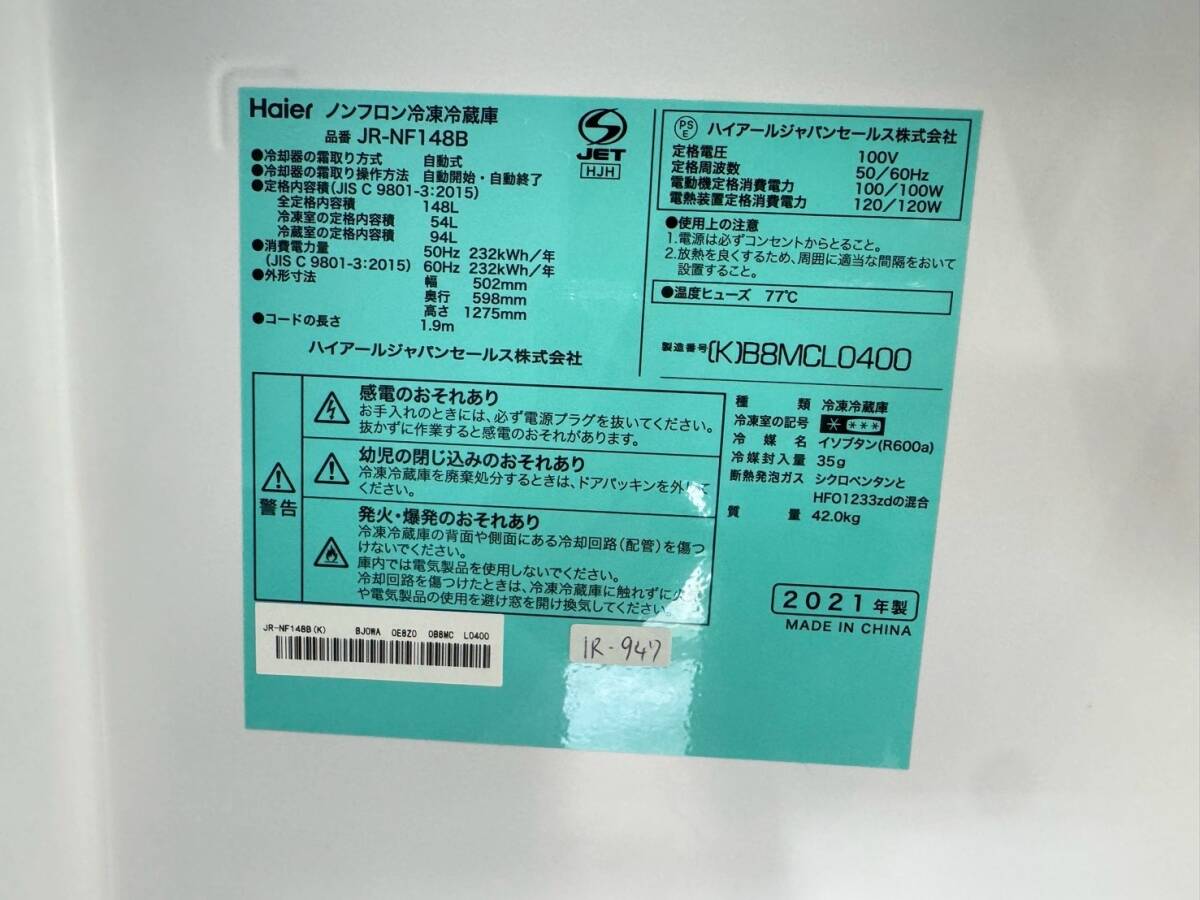 Haier ノンフロン冷凍冷蔵庫
品番 JR-NF148B
JET
HJH
●冷却器の霜取り方式 自動式
●冷却器の霜取り操作方法 自動開始・自動終了
●定格内容積(JIS C 9801-3:2015)
全定格内容積 148L
冷凍室の定格内容積 54L
冷蔵室の定格内容積 94L
●消費電力量 50Hz 232kWh/年
(JIS C 9801-3:2015) 60Hz 232kWh/年
●外形寸法 幅 502mm
奥行 598mm
高さ 1275mm
●コードの長さ 1.9m
ハイアールジャパンセールス株式会社
PSE ハイアールジャパンセールス株式会社
定格電圧 100V
定格周波数 50/60Hz
電動機定格消費電力 100/100W
電熱装置定格消費電力 120/120W
●使用上の注意
1.電源は必ずコンセントからとること。
2.放熱を良くするため、周囲に適当な間隔をおいて
設置すること。
●温度ヒューズ 77℃
製造番号 (K)B8MCL0400
警告
感電のおそれあり
お手入れのときには、必ず電源プラグを抜いてください。
抜かずに作業すると感電のおそれがあります。
幼児の閉じ込みのおそれあり
冷凍冷蔵庫を廃棄処分するときは、ドアパッキンを外して
ください。
発火・爆発のおそれあり
冷凍冷蔵庫の背面や側面にある冷却回路(配管)を傷つ
けないでください。
庫内では電気製品を使用しないでください。
冷却回路を傷つけたときは、冷凍冷蔵庫に触れずに火
や電気製品の使用を避け窓を開け換気してください。
種類 冷凍冷蔵庫
冷凍室の記号 * ***
冷媒名 イソブタン(R600a)
冷媒封入量 35g
断熱発泡ガス シクロペンタンと
HFO1233zdの混合
質量 42.0kg
2021年製
MADE IN CHINA
JR-NF148B(K) BJ0WA 0E8Z0 0B8MC L0400
IR-947